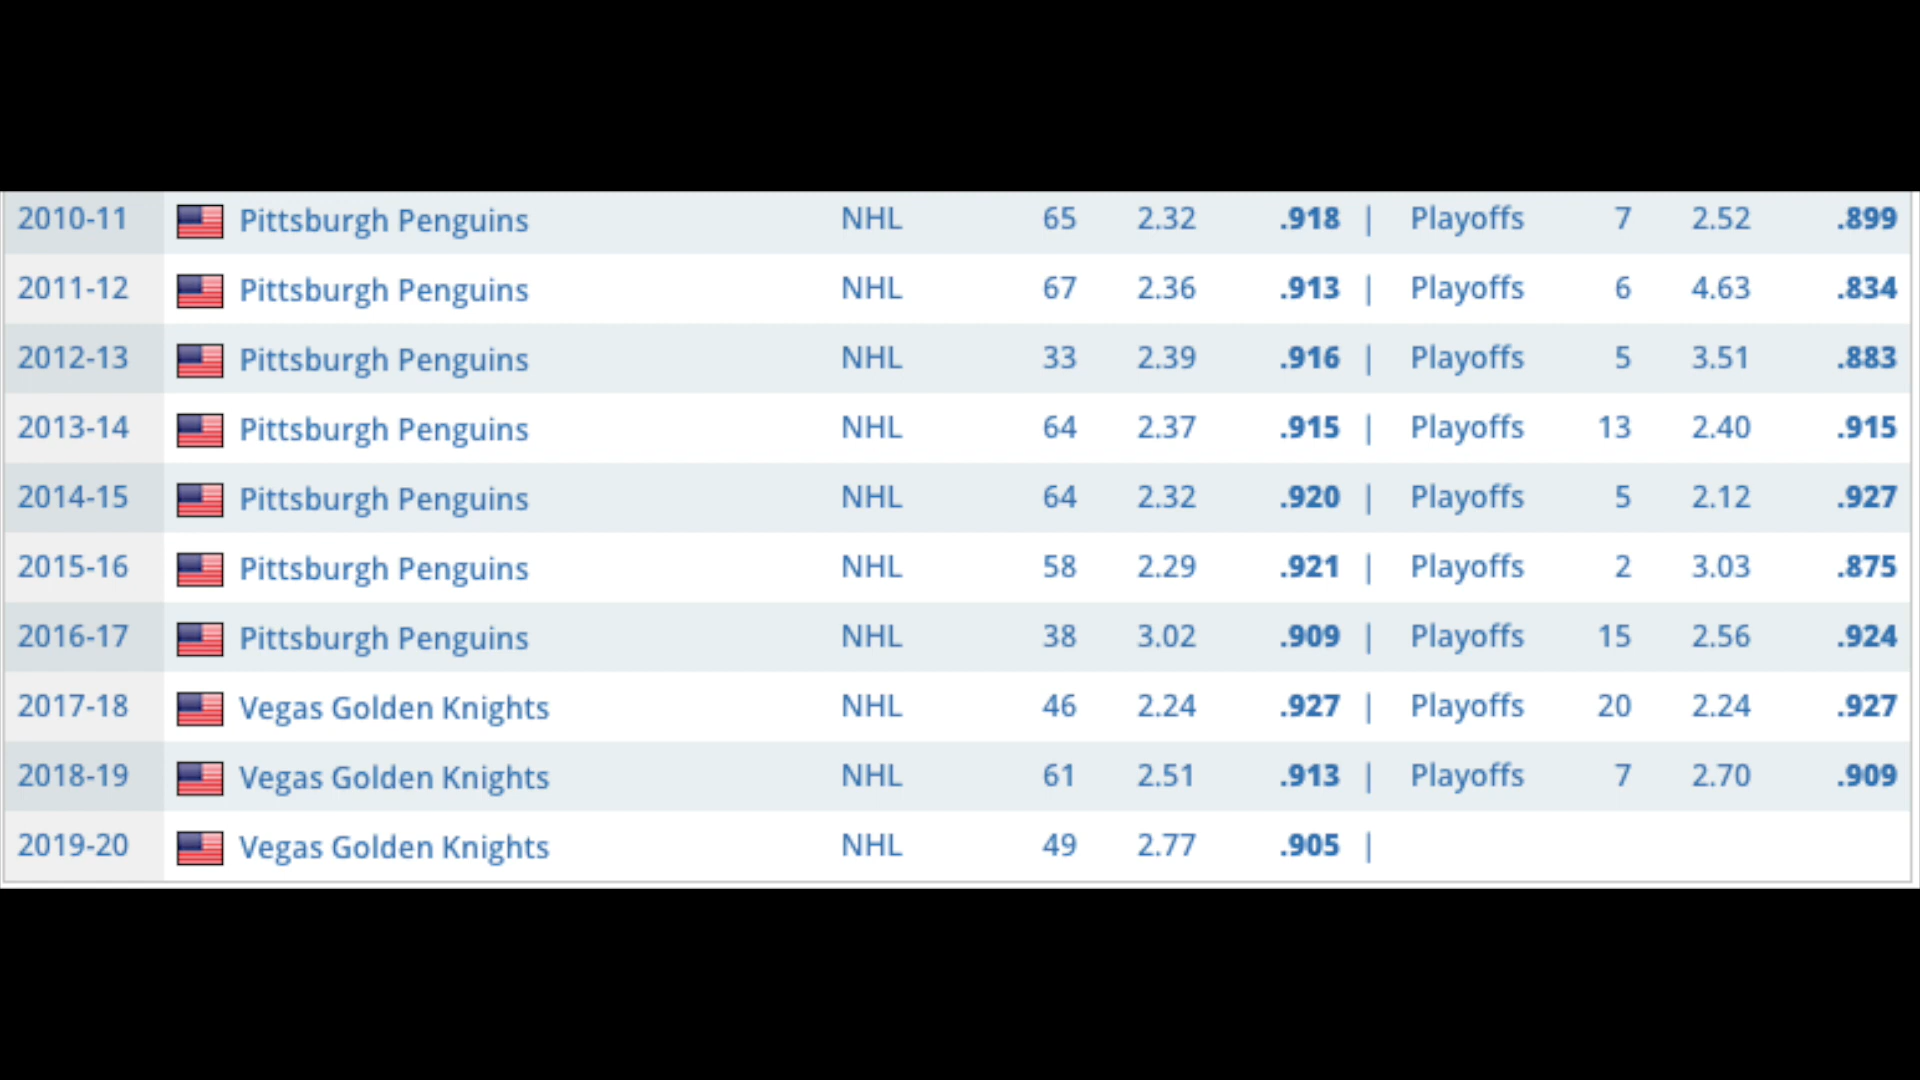 2010-11 Pittsburgh Penguins NHL 65 2.32 .918 | Playoffs 7 2.52 .899
2011-12 Pittsburgh Penguins NHL 67 2.36 .913 | Playoffs 6 4.63 .834
2012-13 Pittsburgh Penguins NHL 33 2.39 .916 | Playoffs 5 3.51 .883
2013-14 Pittsburgh Penguins NHL 64 2.37 .915 | Playoffs 13 2.40 .915
2014-15 Pittsburgh Penguins NHL 64 2.32 .920 | Playoffs 5 2.12 .927
2015-16 Pittsburgh Penguins NHL 58 2.29 .921 | Playoffs 2 3.03 .875
2016-17 Pittsburgh Penguins NHL 38 3.02 .909 | Playoffs 15 2.56 .924
2017-18 Vegas Golden Knights NHL 46 2.24 .927 | Playoffs 20 2.24 .927
2018-19 Vegas Golden Knights NHL 61 2.51 .913 | Playoffs 7 2.70 .909
2019-20 Vegas Golden Knights NHL 49 2.77 .905 |